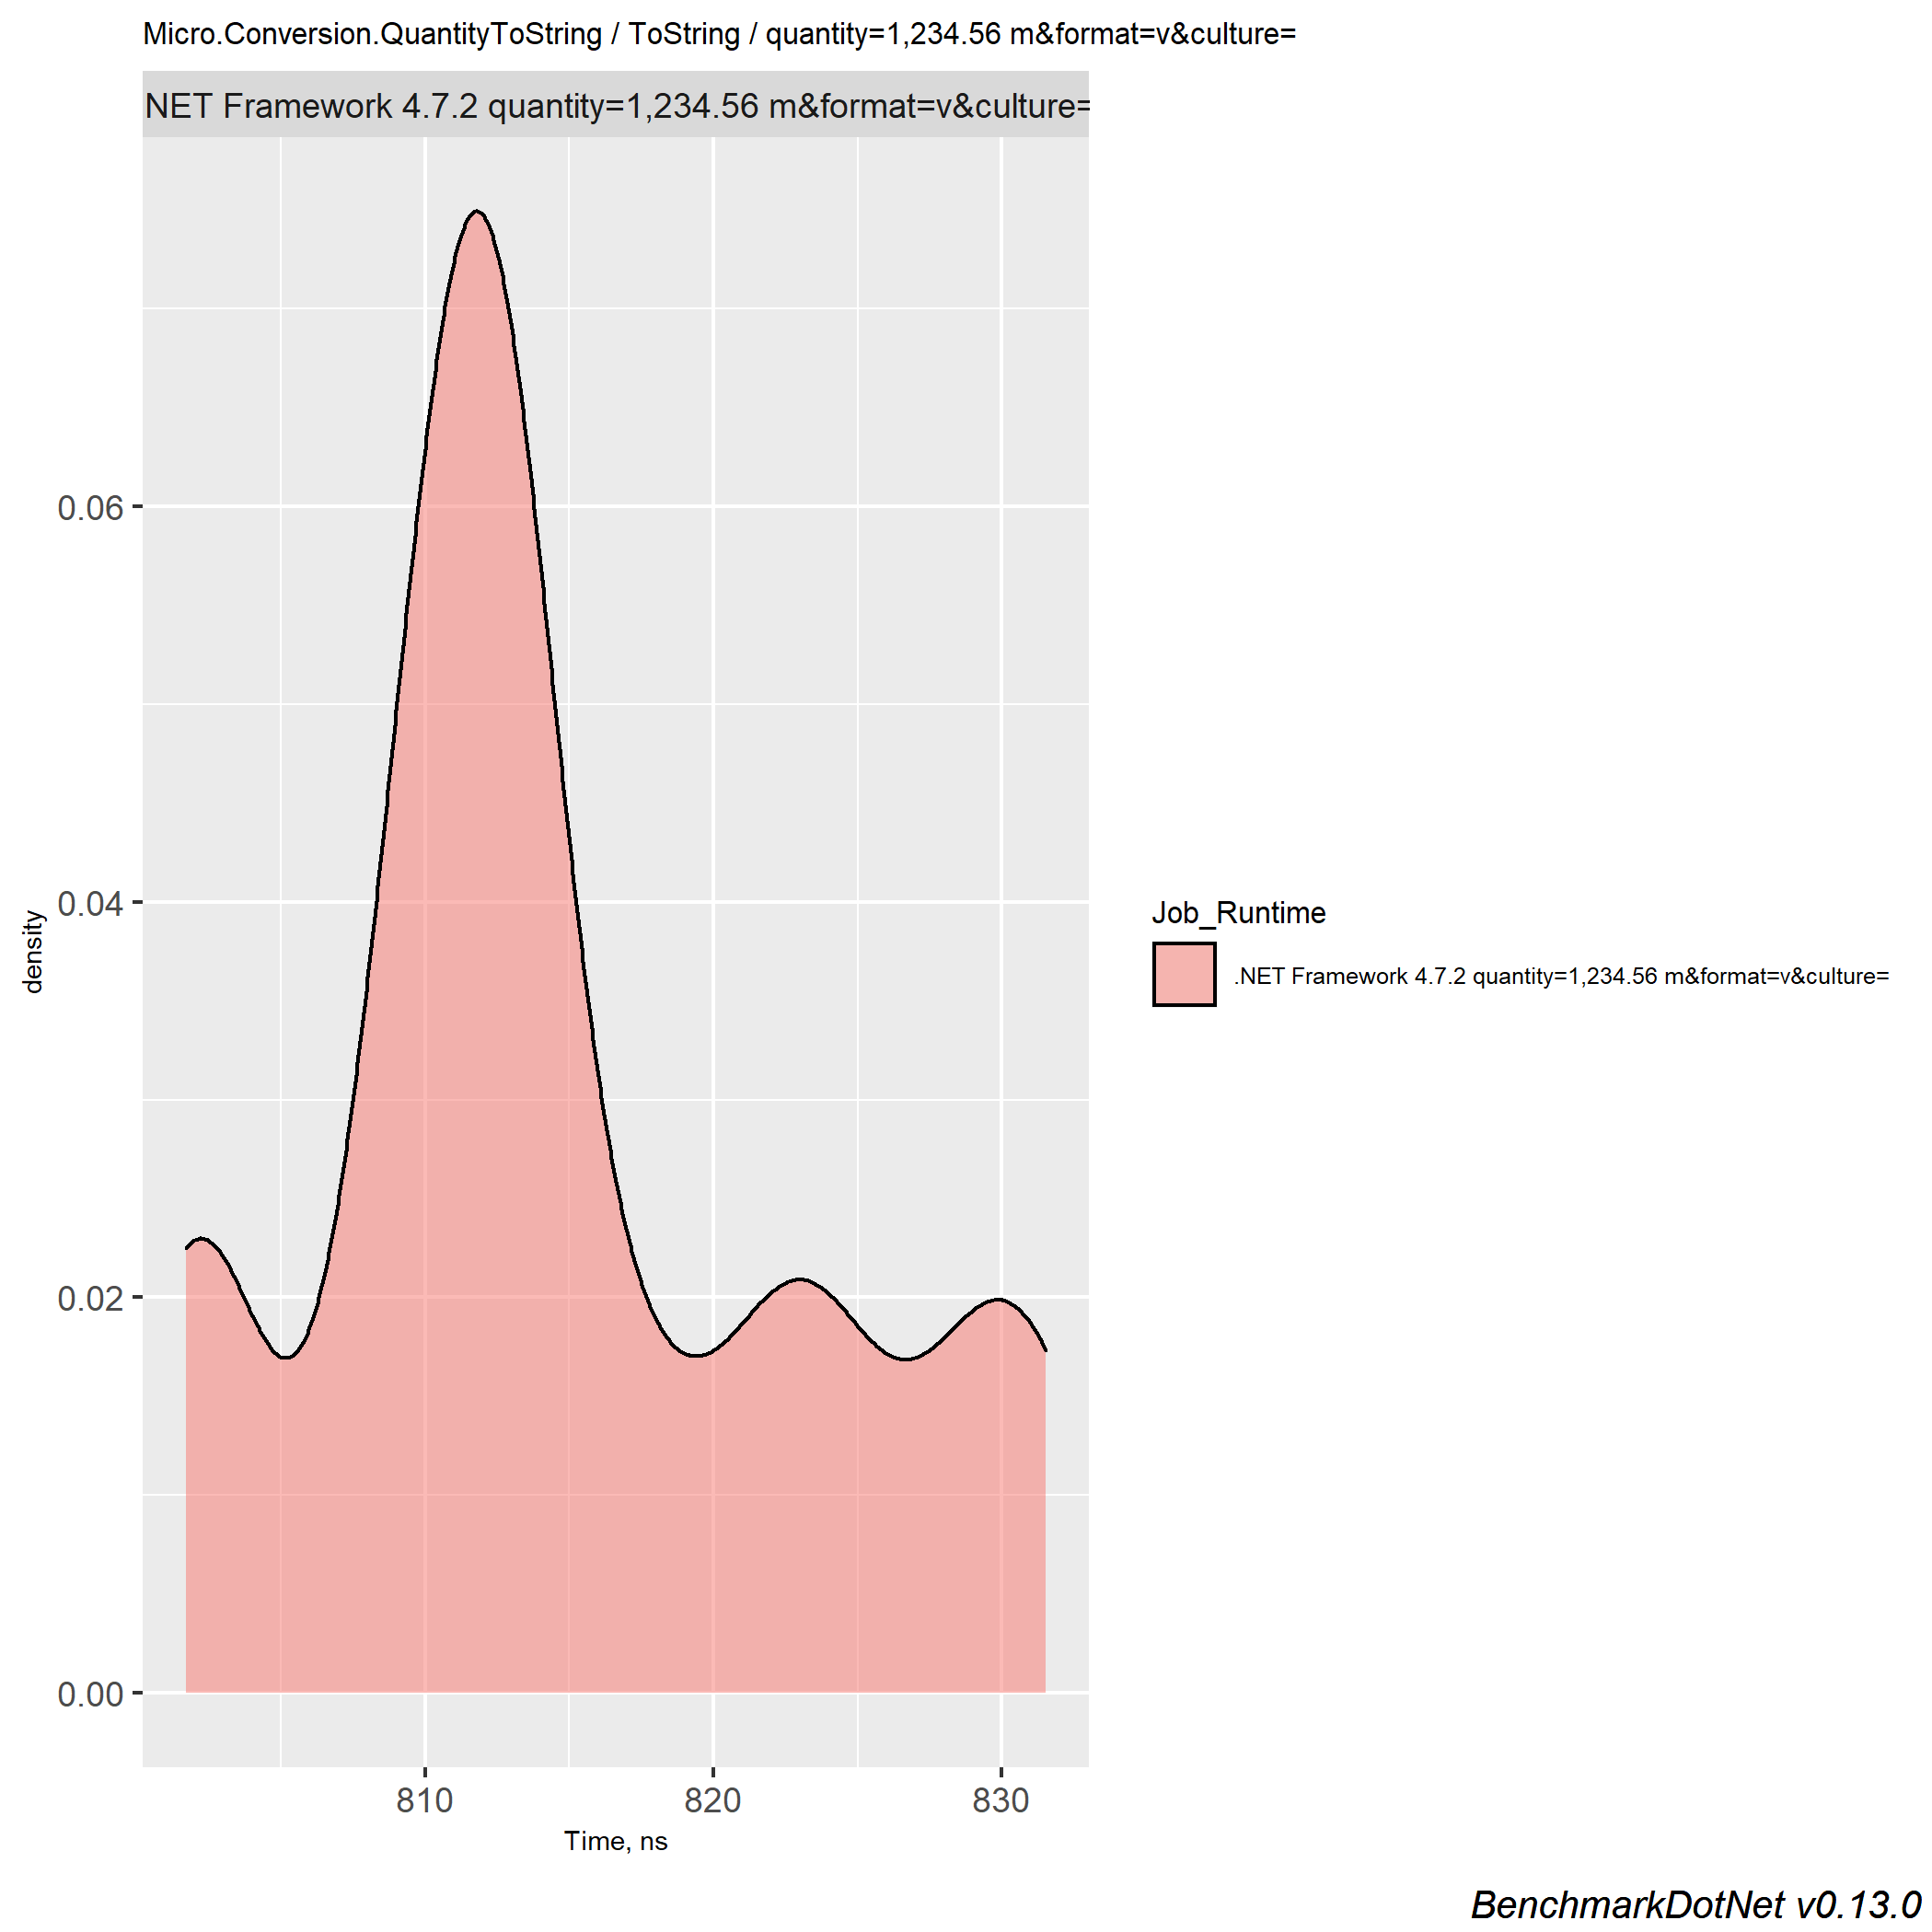 Micro.Conversion.QuantityToString / ToString / quantity=1,234.56 m&format=v&culture=
NET Framework 4.7.2 quantity=1,234.56 m&format=v&culture=
0.06
0.04
0.02
0.00
density
810 820 830
Time, ns
Job_Runtime
.NET Framework 4.7.2 quantity=1,234.56 m&format=v&culture=
BenchmarkDotNet v0.13.0